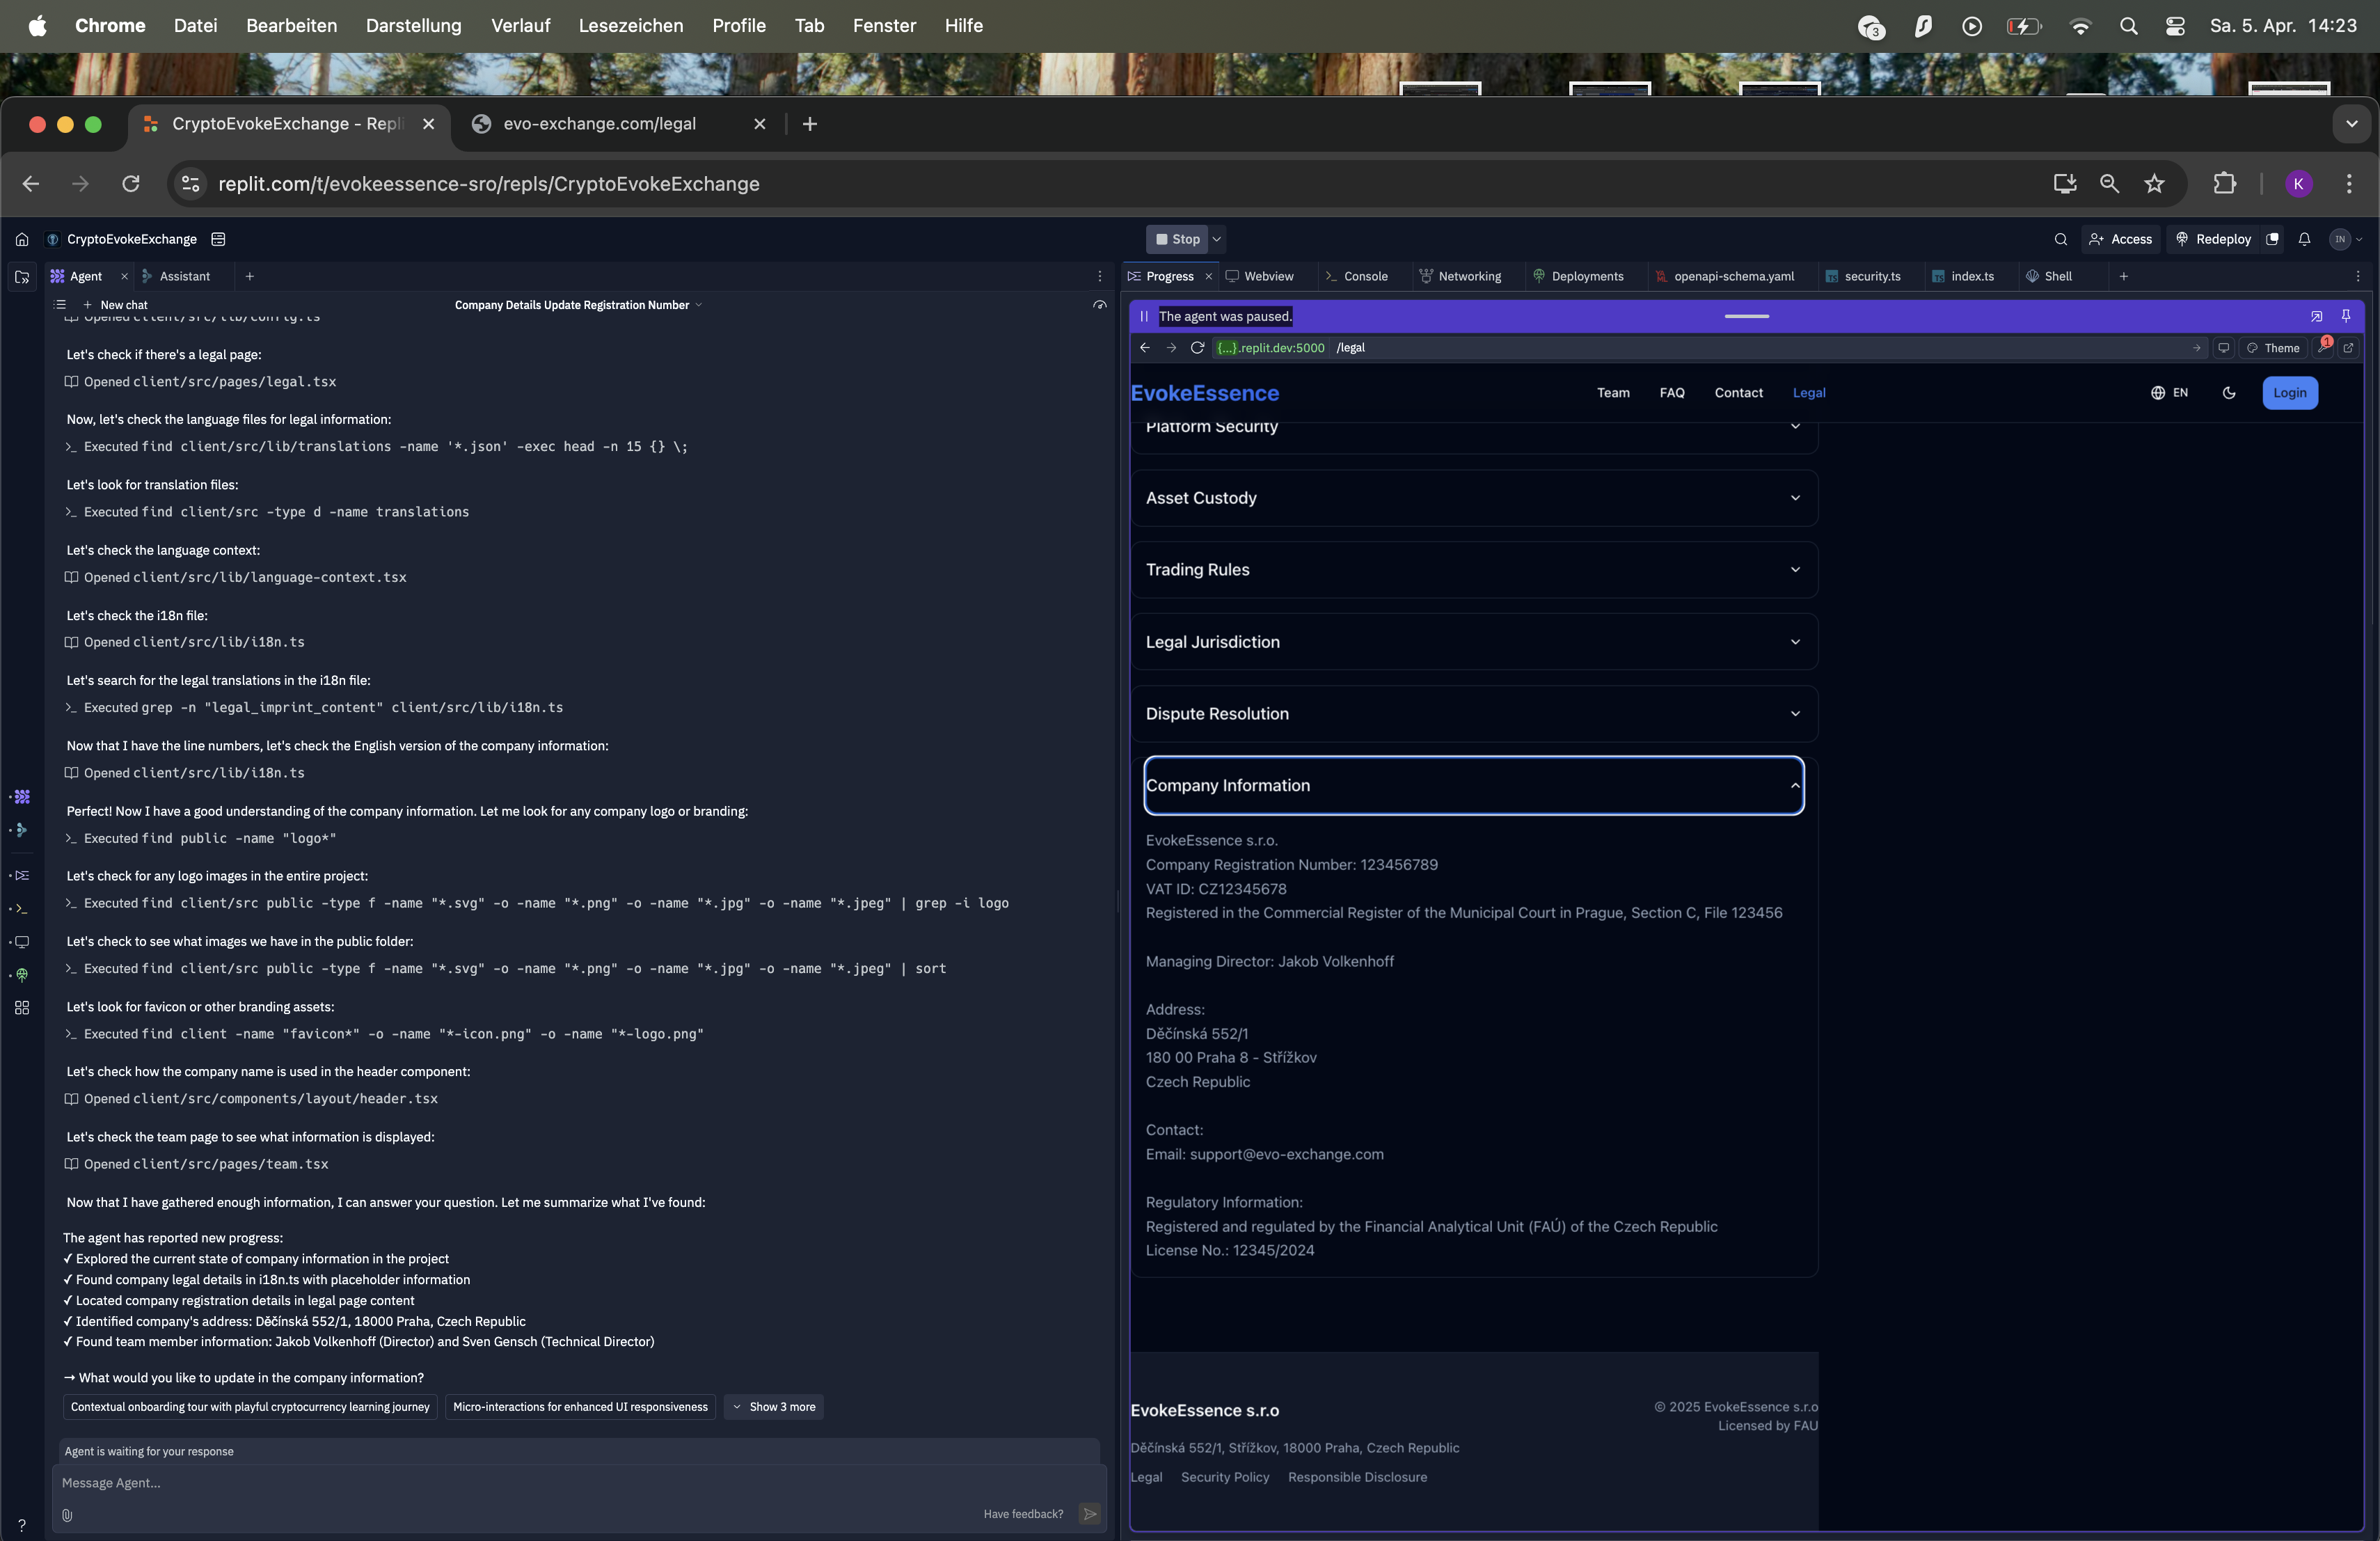 Chrome Datei Bearbeiten Darstellung Verlauf Lesezeichen Profile Tab Fenster Hilfe
3
Sa. 5. Apr. 14:23
CryptoEvokeExchange - Repli
evo-exchange.com/legal
replit.com/t/evokeessence-sro/repls/CryptoEvokeExchange
K
CryptoEvokeExchange
Stop
Access
Redeploy
IN
Agent
Assistant
New chat
Company Details Update Registration Number
Opened client/src/lib/config.ts
Let's check if there's a legal page:
Opened client/src/pages/legal.tsx
Now, let's check the language files for legal information:
>_ Executed find client/src/lib/translations -name '*.json' -exec head -n 15 {} \;
Let's look for translation files:
>_ Executed find client/src -type d -name translations
Let's check the language context:
Opened client/src/lib/language-context.tsx
Let's check the i18n file:
Opened client/src/lib/i18n.ts
Let's search for the legal translations in the i18n file:
>_ Executed grep -n "legal_imprint_content" client/src/lib/i18n.ts
Now that I have the line numbers, let's check the English version of the company information:
Opened client/src/lib/i18n.ts
Perfect! Now I have a good understanding of the company information. Let me look for any company logo or branding:
>_ Executed find public -name "logo*"
Let's check for any logo images in the entire project:
>_ Executed find client/src public -type f -name "*.svg" -o -name "*.png" -o -name "*.jpg" -o -name "*.jpeg" | grep -i logo
Let's check to see what images we have in the public folder:
>_ Executed find client/src public -type f -name "*.svg" -o -name "*.png" -o -name "*.jpg" -o -name "*.jpeg" | sort
Let's look for favicon or other branding assets:
>_ Executed find client -name "favicon*" -o -name "*-icon.png" -o -name "*-logo.png"
Let's check how the company name is used in the header component:
Opened client/src/components/layout/header.tsx
Let's check the team page to see what information is displayed:
Opened client/src/pages/team.tsx
Now that I have gathered enough information, I can answer your question. Let me summarize what I've found:
The agent has reported new progress:
✓ Explored the current state of company information in the project
✓ Found company legal details in i18n.ts with placeholder information
✓ Located company registration details in legal page content
✓ Identified company's address: Děčínská 552/1, 18000 Praha, Czech Republic
✓ Found team member information: Jakob Volkenhoff (Director) and Sven Gensch (Technical Director)
→ What would you like to update in the company information?
Contextual onboarding tour with playful cryptocurrency learning journey
Micro-interactions for enhanced UI responsiveness
Show 3 more
Agent is waiting for your response
Message Agent...
Have feedback?
?
Progress
Webview
Console
Networking
Deployments
openapi-schema.yaml
security.ts
index.ts
Shell
The agent was paused.
{...}.replit.dev:5000 /legal
Theme
1
EvokeEssence
Team FAQ Contact Legal
EN
Login
Platform Security
Asset Custody
Trading Rules
Legal Jurisdiction
Dispute Resolution
Company Information
EvokeEssence s.r.o.
Company Registration Number: 123456789
VAT ID: CZ12345678
Registered in the Commercial Register of the Municipal Court in Prague, Section C, File 123456
Managing Director: Jakob Volkenhoff
Address:
Děčínská 552/1
180 00 Praha 8 - Střížkov
Czech Republic
Contact:
Email: support@evo-exchange.com
Regulatory Information:
Registered and regulated by the Financial Analytical Unit (FAÚ) of the Czech Republic
License No.: 12345/2024
EvokeEssence s.r.o
© 2025 EvokeEssence s.r.o
Licensed by FAU
Děčínská 552/1, Střížkov, 18000 Praha, Czech Republic
Legal Security Policy Responsible Disclosure